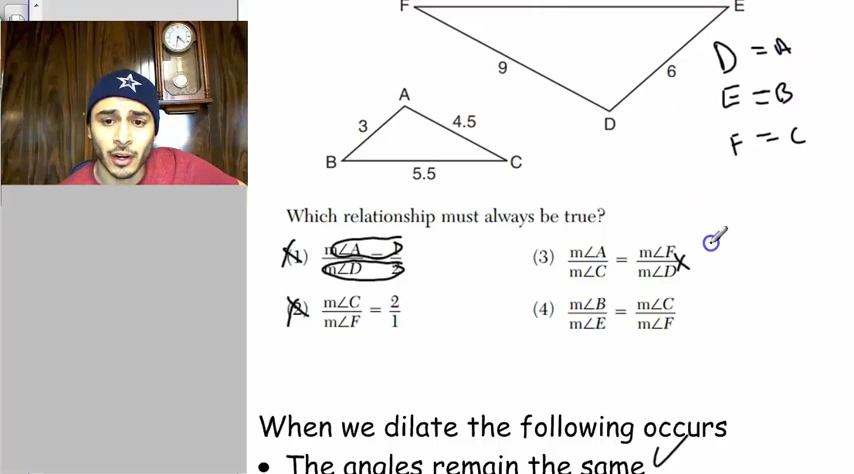 F E
D = A
9 6
E = B
A
D
F = C
3 4.5
B C
5.5
Which relationship must always be true?
(1) m∠A / m∠D = 1 / 2
(3) m∠A / m∠C = m∠F / m∠D x
(2) m∠C / m∠F = 2 / 1
(4) m∠B / m∠E = m∠C / m∠F
When we dilate the following occurs
• The angles remain the same